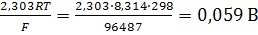 2,303RT/F = 2,303·8,314·298/96487 = 0,059 В